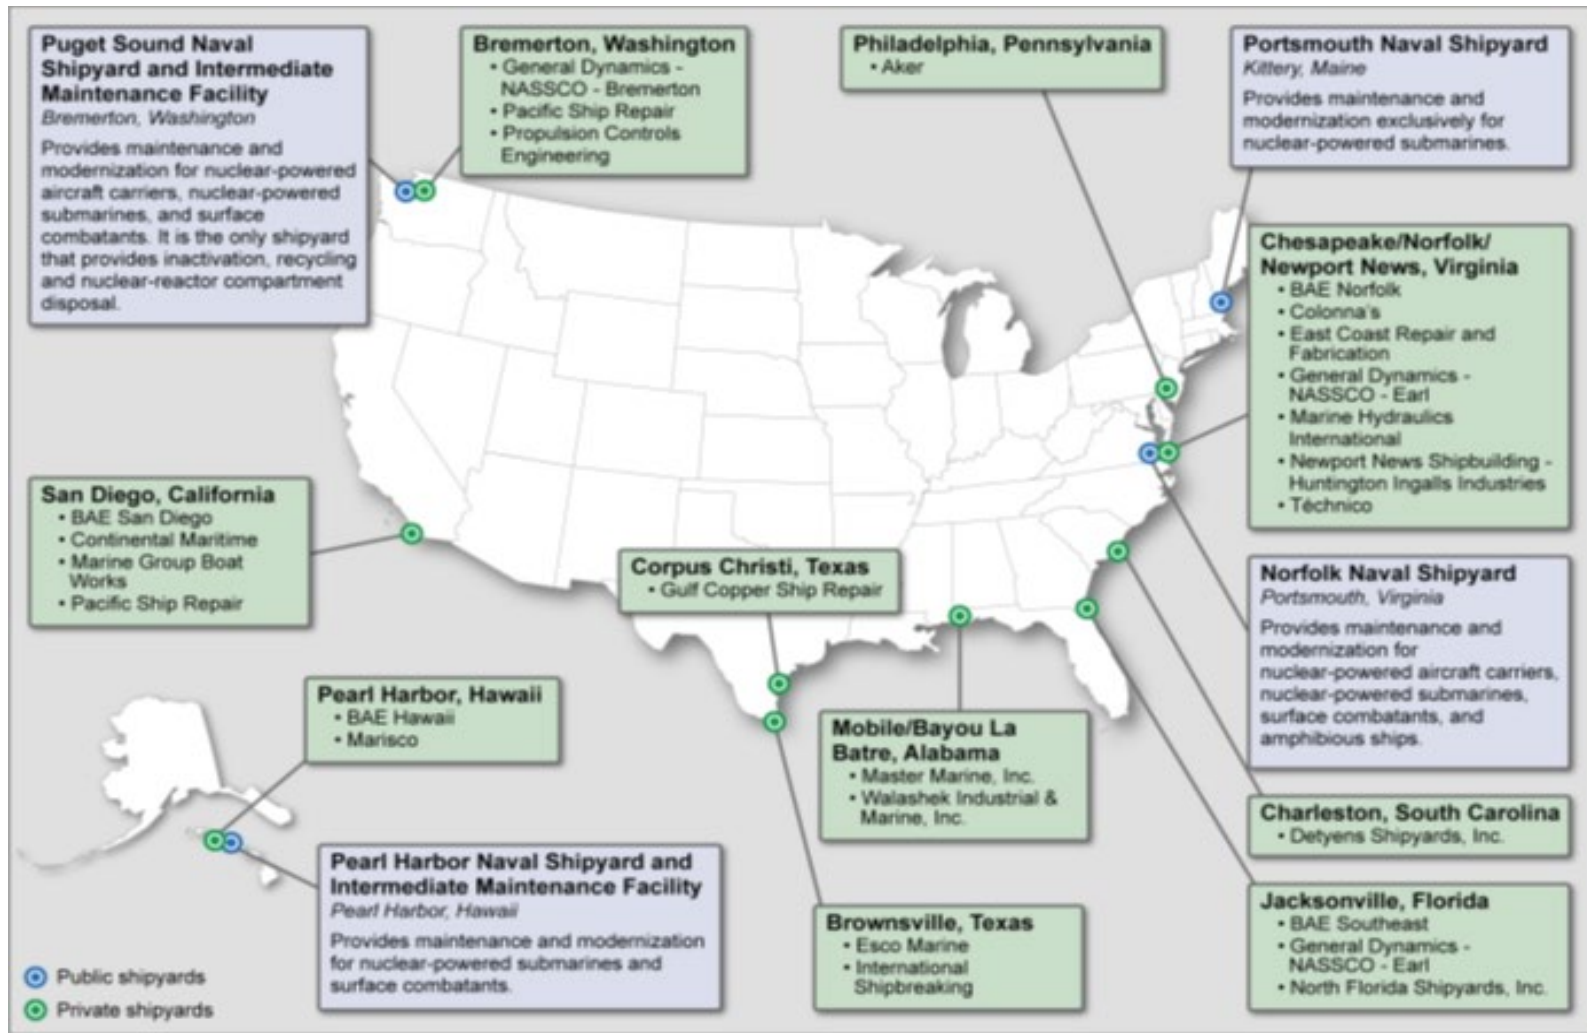 Puget Sound Naval
Shipyard and Intermediate
Maintenance Facility
Bremerton, Washington
Provides maintenance and
modernization for nuclear-powered
aircraft carriers, nuclear-powered
submarines, and surface
combatants. It is the only shipyard
that provides inactivation, recycling
and nuclear-reactor compartment
disposal.
Bremerton, Washington
• General Dynamics -
NASSCO - Bremerton
• Pacific Ship Repair
• Propulsion Controls
Engineering
Philadelphia, Pennsylvania
• Aker
Portsmouth Naval Shipyard
Kittery, Maine
Provides maintenance and
modernization exclusively for
nuclear-powered submarines.
Chesapeake/Norfolk/
Newport News, Virginia
• BAE Norfolk
• Colonna's
• East Coast Repair and
Fabrication
• General Dynamics -
NASSCO - Earl
• Marine Hydraulics
International
• Newport News Shipbuilding -
Huntington Ingalls Industries
• Téchnico
San Diego, California
• BAE San Diego
• Continental Maritime
• Marine Group Boat
Works
• Pacific Ship Repair
Corpus Christi, Texas
• Gulf Copper Ship Repair
Norfolk Naval Shipyard
Portsmouth, Virginia
Provides maintenance and
modernization for
nuclear-powered aircraft carriers,
nuclear-powered submarines,
surface combatants, and
amphibious ships.
Pearl Harbor, Hawaii
• BAE Hawaii
• Marisco
Mobile/Bayou La
Batre, Alabama
• Master Marine, Inc.
• Walashek Industrial &
Marine, Inc.
Charleston, South Carolina
• Detyens Shipyards, Inc.
Pearl Harbor Naval Shipyard and
Intermediate Maintenance Facility
Pearl Harbor, Hawaii
Provides maintenance and modernization
for nuclear-powered submarines and
surface combatants.
Brownsville, Texas
• Esco Marine
• International
Shipbreaking
Jacksonville, Florida
• BAE Southeast
• General Dynamics -
NASSCO - Earl
• North Florida Shipyards, Inc.
Public shipyards
Private shipyards